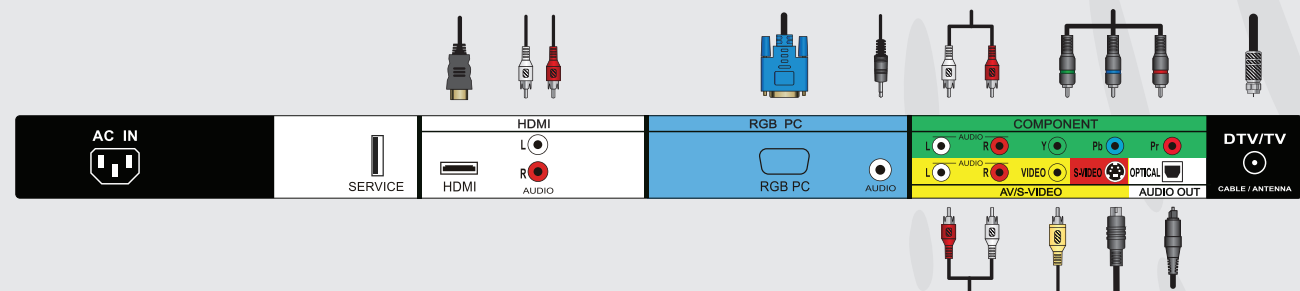 AC IN
SERVICE
HDMI
L
R
HDMI
AUDIO
RGB PC
RGB PC
AUDIO
COMPONENT
L AUDIO R Y Pb Pr
L AUDIO R VIDEO S-VIDEO OPTICAL
AV/S-VIDEO AUDIO OUT
DTV/TV
CABLE / ANTENNA